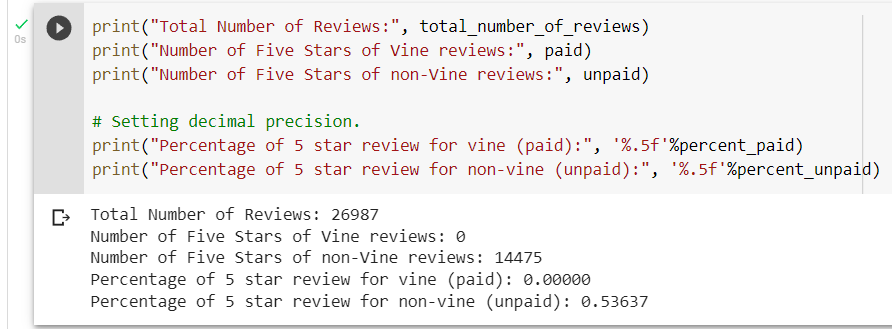 print("Total Number of Reviews:", total_number_of_reviews)
print("Number of Five Stars of Vine reviews:", paid)
print("Number of Five Stars of non-Vine reviews:", unpaid)
# Setting decimal precision.
print("Percentage of 5 star review for vine (paid):", '%.5f'%percent_paid)
print("Percentage of 5 star review for non-vine (unpaid):", '%.5f'%percent_unpaid)
0s
Total Number of Reviews: 26987
Number of Five Stars of Vine reviews: 0
Number of Five Stars of non-Vine reviews: 14475
Percentage of 5 star review for vine (paid): 0.00000
Percentage of 5 star review for non-vine (unpaid): 0.53637